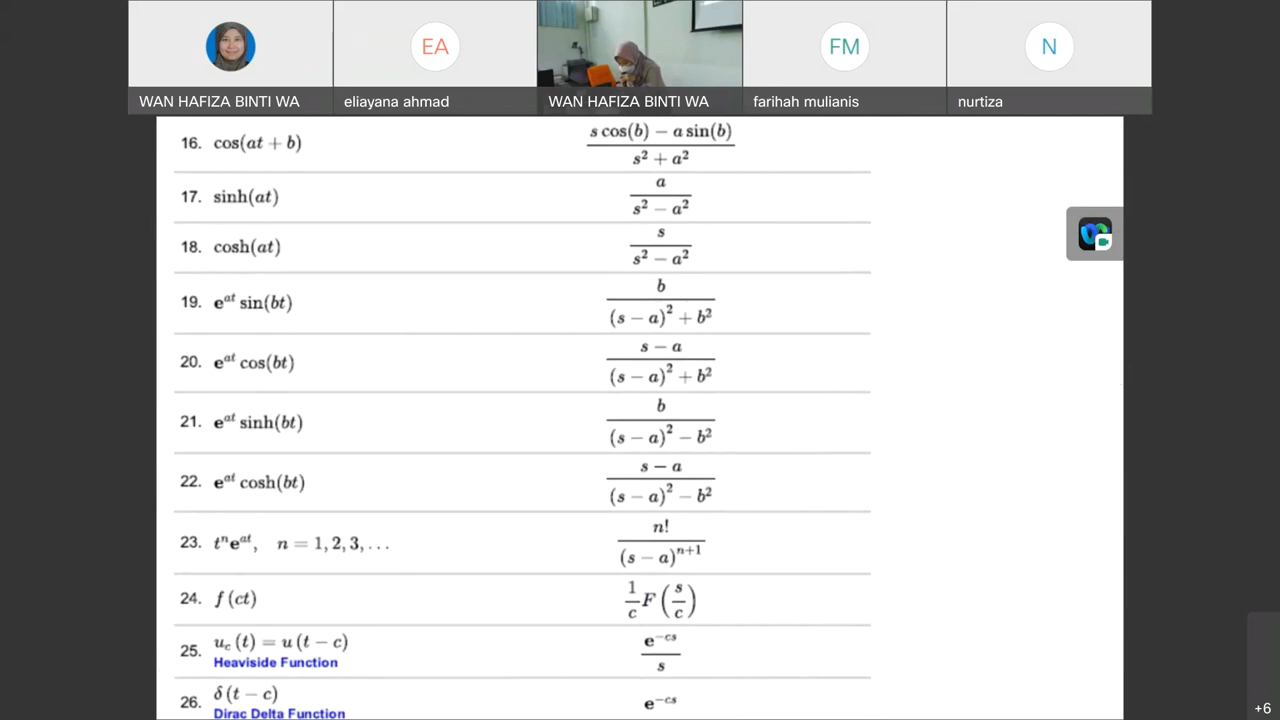 EA
FM
N
WAN HAFIZA BINTI WA
eliayana ahmad
WAN HAFIZA BINTI WA
farihah mulianis
nurtiza
16. cos(at + b) (s cos(b) − a sin(b)) / (s² + a²)
17. sinh(at) a / (s² − a²)
18. cosh(at) s / (s² − a²)
19. e^{at} sin(bt) b / ((s − a)² + b²)
20. e^{at} cos(bt) (s − a) / ((s − a)² + b²)
21. e^{at} sinh(bt) b / ((s − a)² − b²)
22. e^{at} cosh(bt) (s − a) / ((s − a)² − b²)
23. tⁿe^{at}, n = 1, 2, 3, ... n! / (s − a)^{n+1}
24. f(ct) 1/c F(s/c)
25. u_c(t) = u(t − c) e^{−cs} / s
Heaviside Function
26. δ(t − c) e^{−cs}
Dirac Delta Function
+6